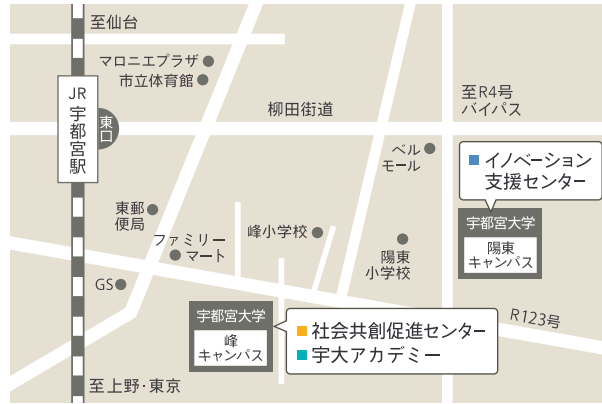 至仙台
マロニエプラザ
市立体育館
JR
宇都宮駅
東口
柳田街道
至R4号
バイパス
ベル
モール
イノベーション
支援センター
宇都宮大学
陽東
キャンパス
東郵
便局
ファミリー
マート
峰小学校
陽東
小学校
GS
宇都宮大学
峰
キャンパス
社会共創促進センター
宇大アカデミー
R123号
至上野・東京